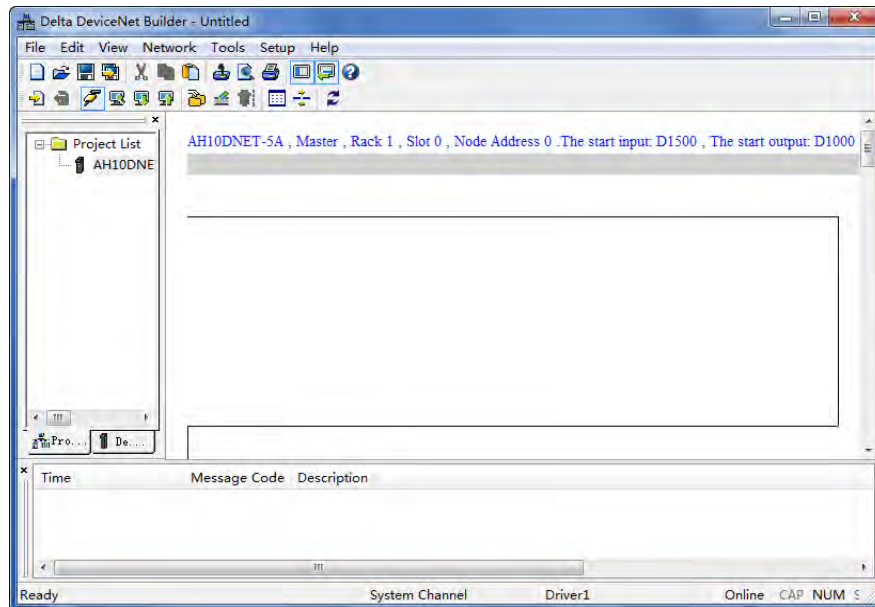 Delta DeviceNet Builder - Untitled
File Edit View Network Tools Setup Help
Project List
AH10DNE
AH10DNET-5A , Master , Rack 1 , Slot 0 , Node Address 0 .The start input: D1500 , The start output: D1000
Pro... De...
Time Message Code Description
Ready System Channel Driver1 Online CAP NUM S